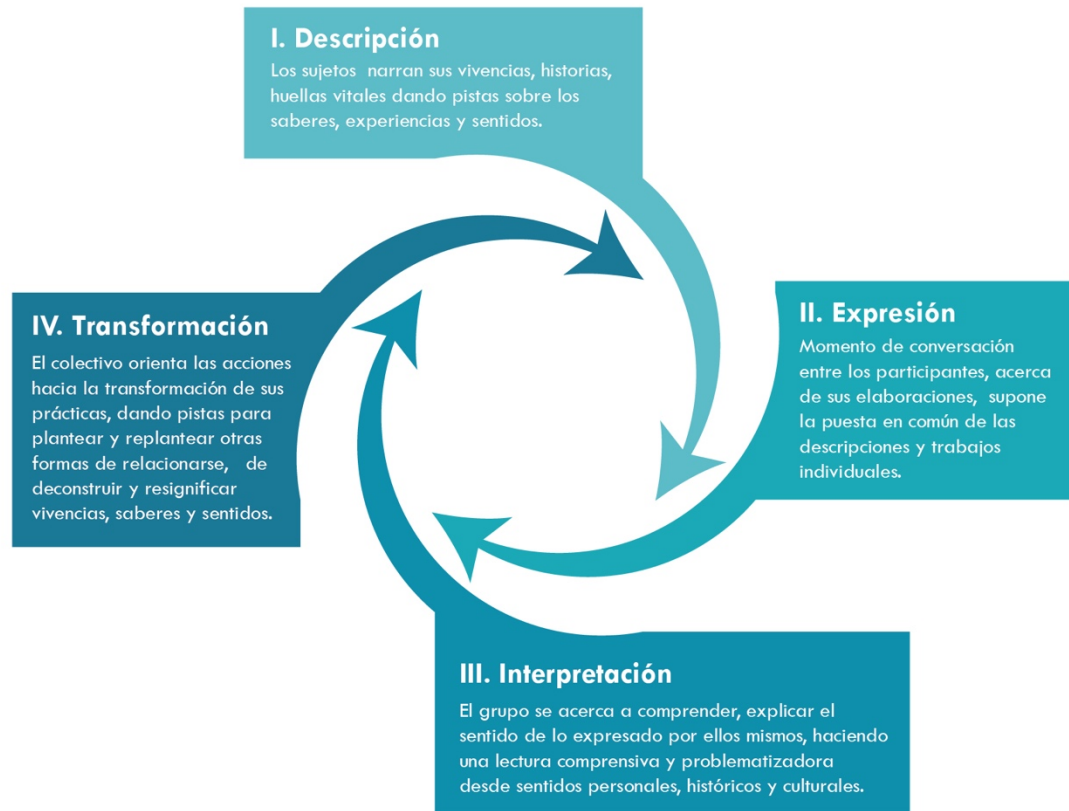 I. Descripción
Los sujetos narran sus vivencias, historias,
huellas vitales dando pistas sobre los
saberes, experiencias y sentidos.
II. Expresión
Momento de conversación
entre los participantes, acerca
de sus elaboraciones, supone
la puesta en común de las
descripciones y trabajos
individuales.
III. Interpretación
El grupo se acerca a comprender, explicar el
sentido de lo expresado por ellos mismos, haciendo
una lectura comprensiva y problematizadora
desde sentidos personales, históricos y culturales.
IV. Transformación
El colectivo orienta las acciones
hacia la transformación de sus
prácticas, dando pistas para
plantear y replantear otras
formas de relacionarse, de
deconstruir y resignificar
vivencias, saberes y sentidos.